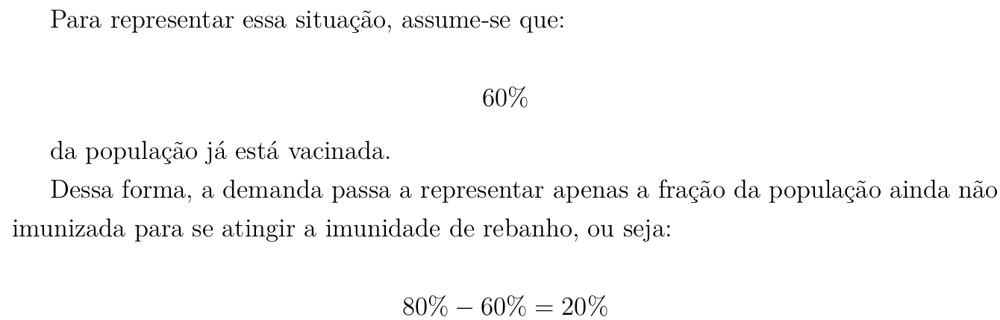 Para representar essa situação, assume-se que:
60%
da população já está vacinada.
Dessa forma, a demanda passa a representar apenas a fração da população ainda não
imunizada para se atingir a imunidade de rebanho, ou seja:
80% − 60% = 20%